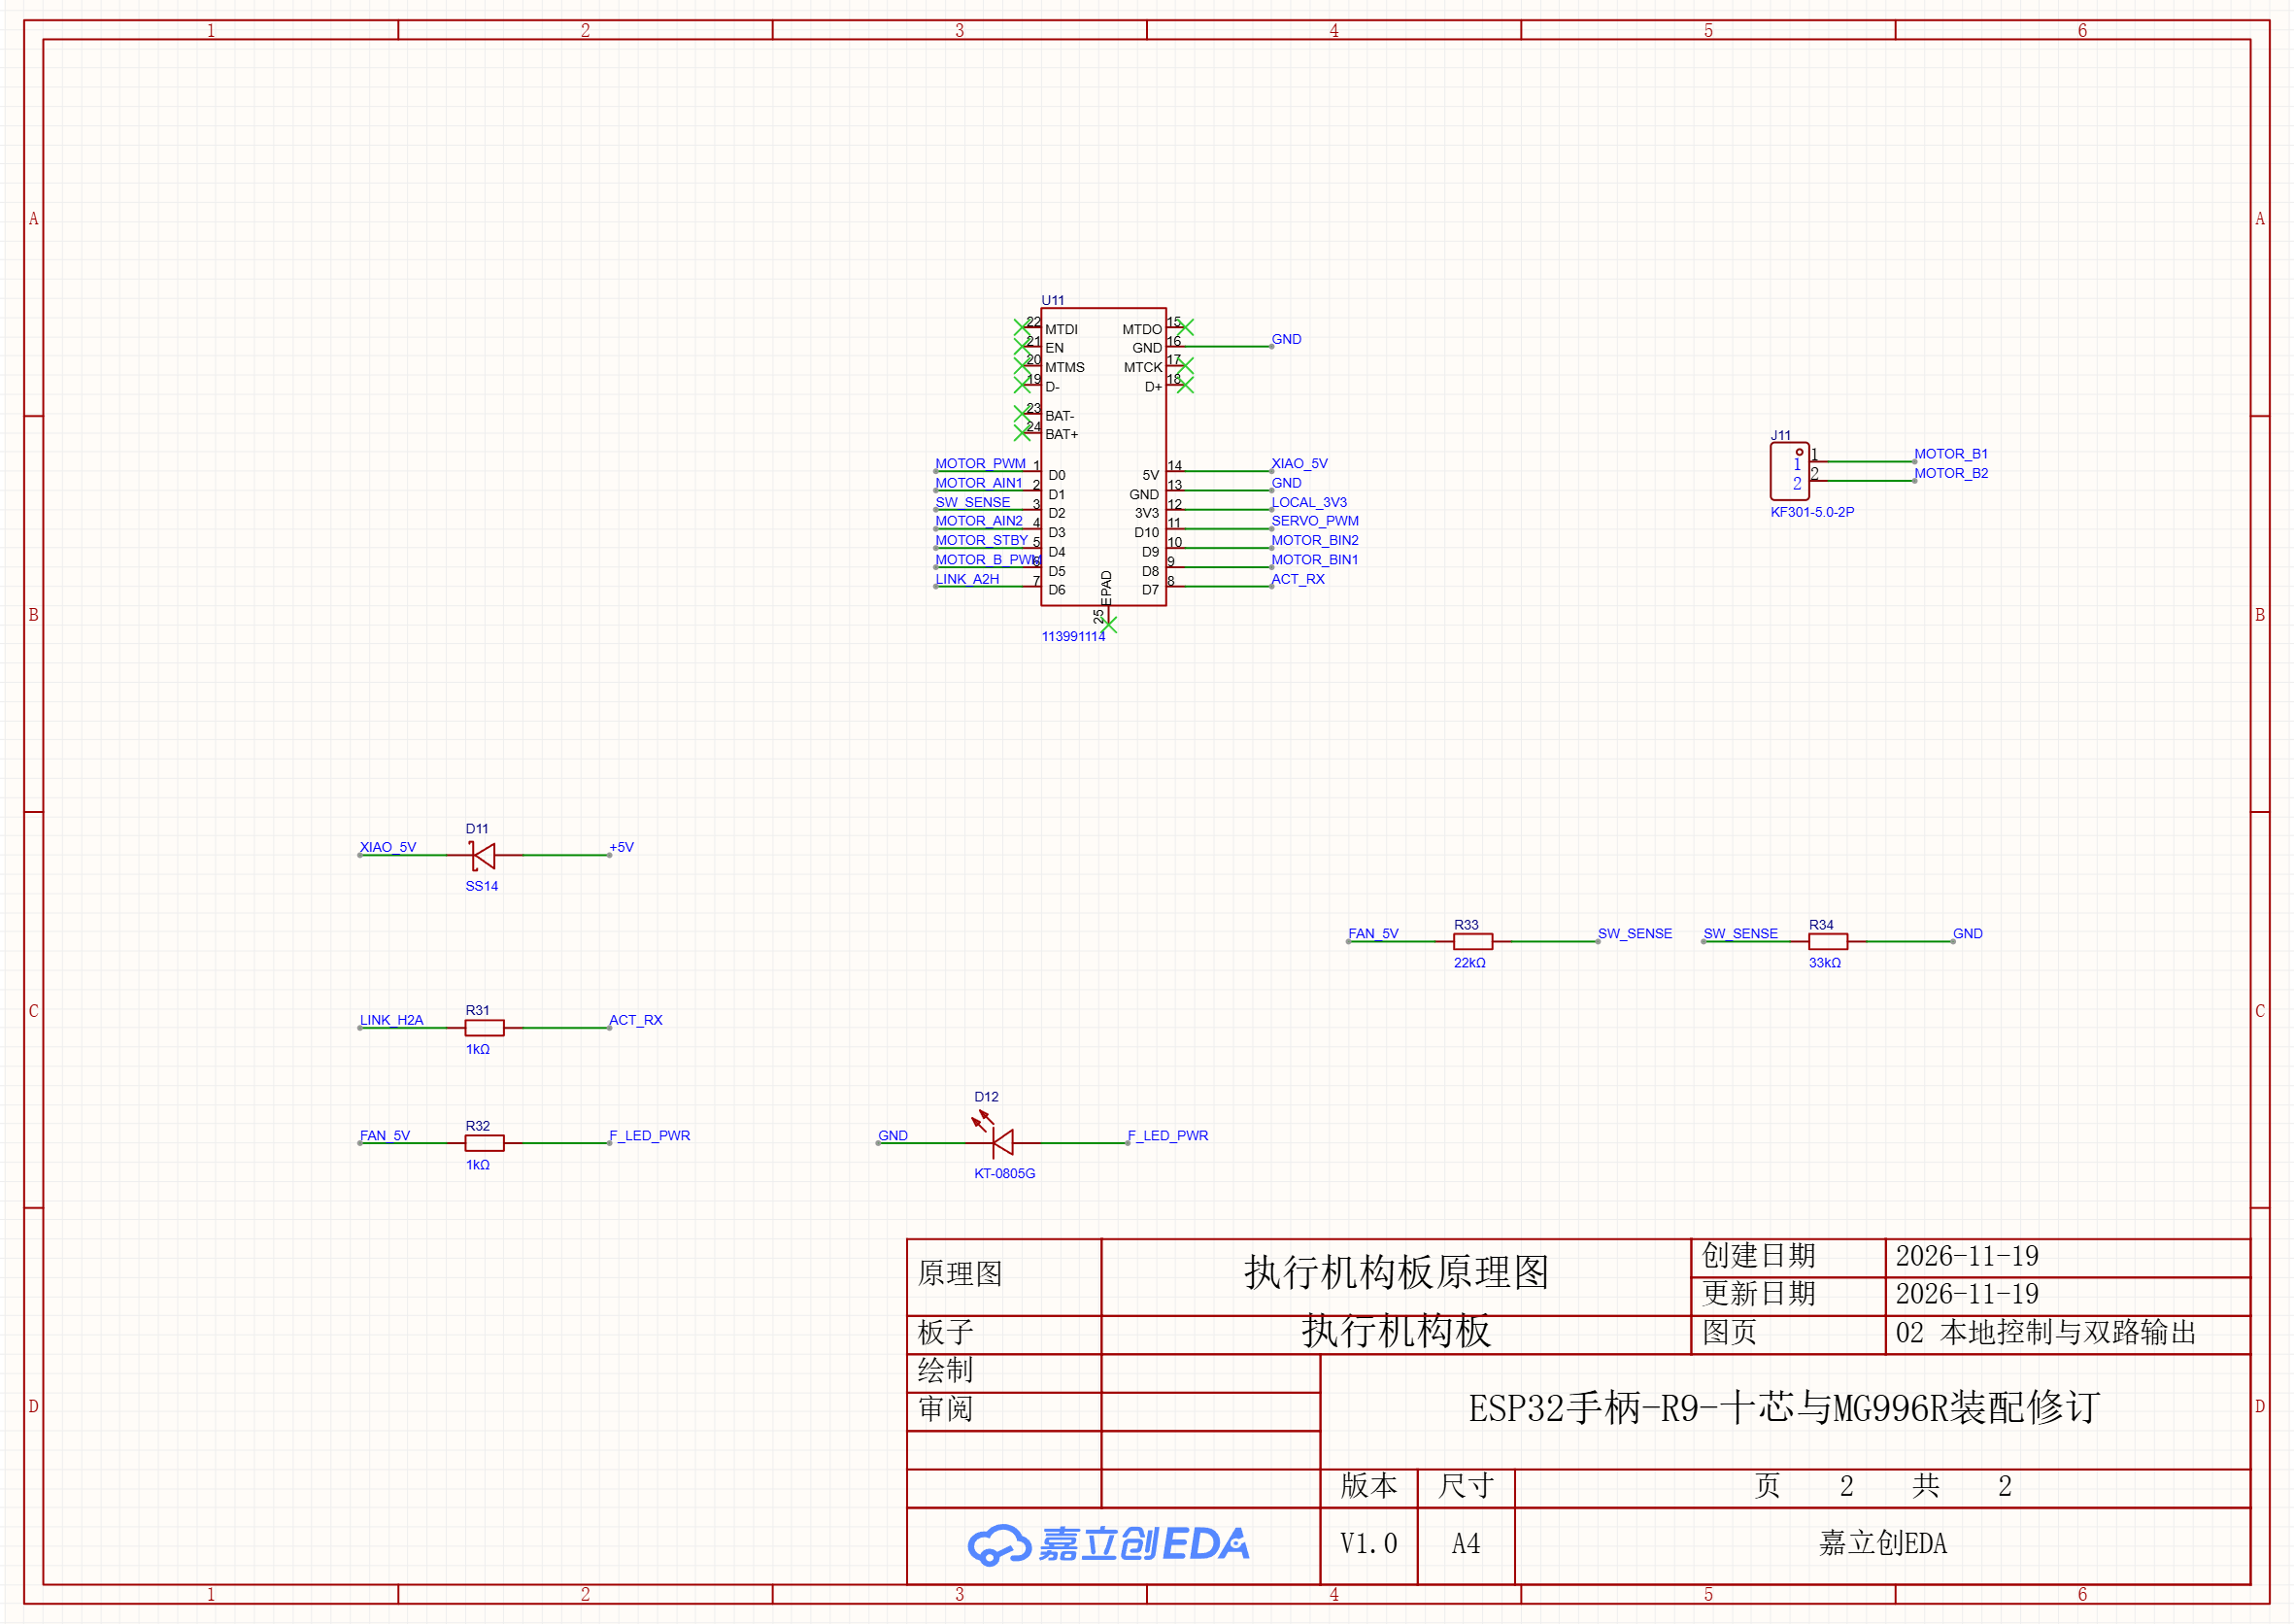 1 2 3 4 5 6
A A
U11
22 MTDI MTDO 15
21 EN GND 16 GND
20 MTMS MTCK 17
19 D- D+ 18
23 BAT-
24 BAT+
MOTOR_PWM 1 D0 5V 14 XIAO_5V
MOTOR_AIN1 2 D1 GND 13 GND
SW_SENSE 3 D2 3V3 12 LOCAL_3V3
MOTOR_AIN2 4 D3 D10 11 SERVO_PWM
MOTOR_STBY 5 D4 D9 10 MOTOR_BIN2
MOTOR_B_PWM 6 D5 D8 9 MOTOR_BIN1
LINK_A2H 7 D6 D7 8 ACT_RX
EPAD
25
113991114
J11
1 1 MOTOR_B1
2 2 MOTOR_B2
KF301-5.0-2P
B B
D11
XIAO_5V +5V
SS14
R33
FAN_5V SW_SENSE
22kΩ
R34
SW_SENSE GND
33kΩ
C C
R31
LINK_H2A ACT_RX
1kΩ
R32
FAN_5V F_LED_PWR
1kΩ
D12
GND F_LED_PWR
KT-0805G
原理图 执行机构板原理图 创建日期 2026-11-19
更新日期 2026-11-19
板子 执行机构板 图页 02 本地控制与双路输出
绘制
审阅
ESP32手柄-R9-十芯与MG996R装配修订
D D
版本 尺寸 页 2 共 2
嘉立创EDA V1.0 A4 嘉立创EDA
1 2 3 4 5 6